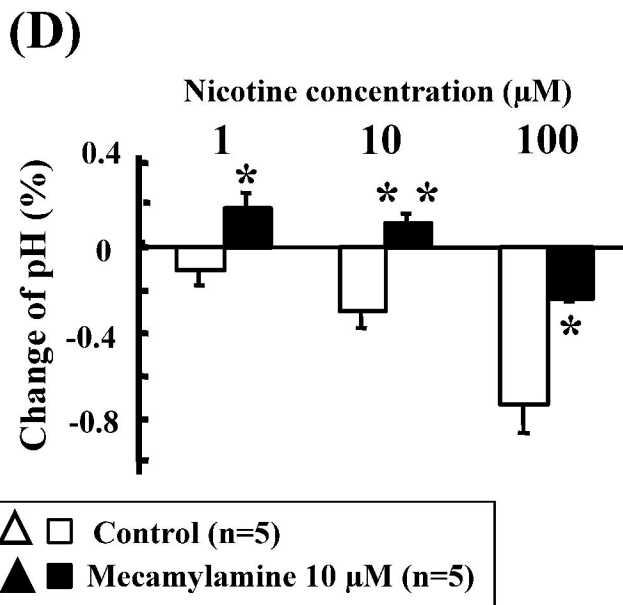 (D)
Nicotine concentration (μM)
1 10 100
0.4
0
-0.4
-0.8
Change of pH (%)
*
* *
*
Control (n=5)
Mecamylamine 10 μM (n=5)